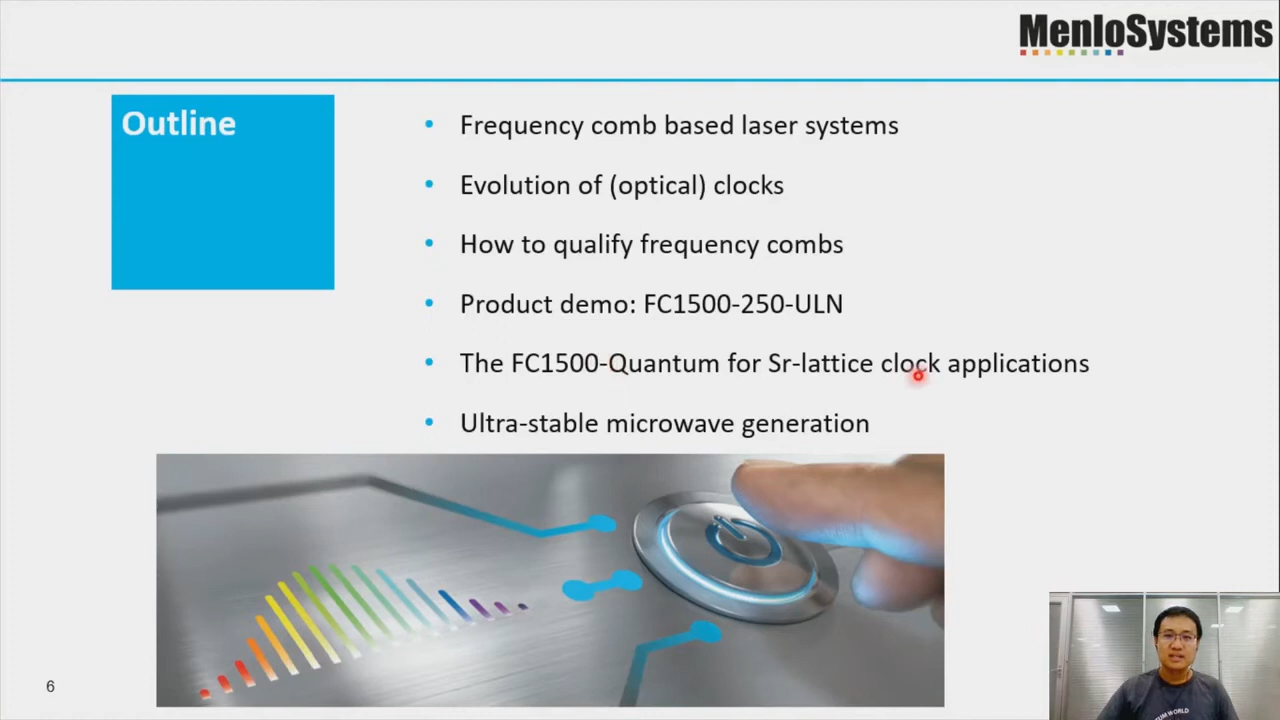 MenloSystems
Outline
• Frequency comb based laser systems
• Evolution of (optical) clocks
• How to qualify frequency combs
• Product demo: FC1500-250-ULN
• The FC1500-Quantum for Sr-lattice clock applications
• Ultra-stable microwave generation
6
WORLD